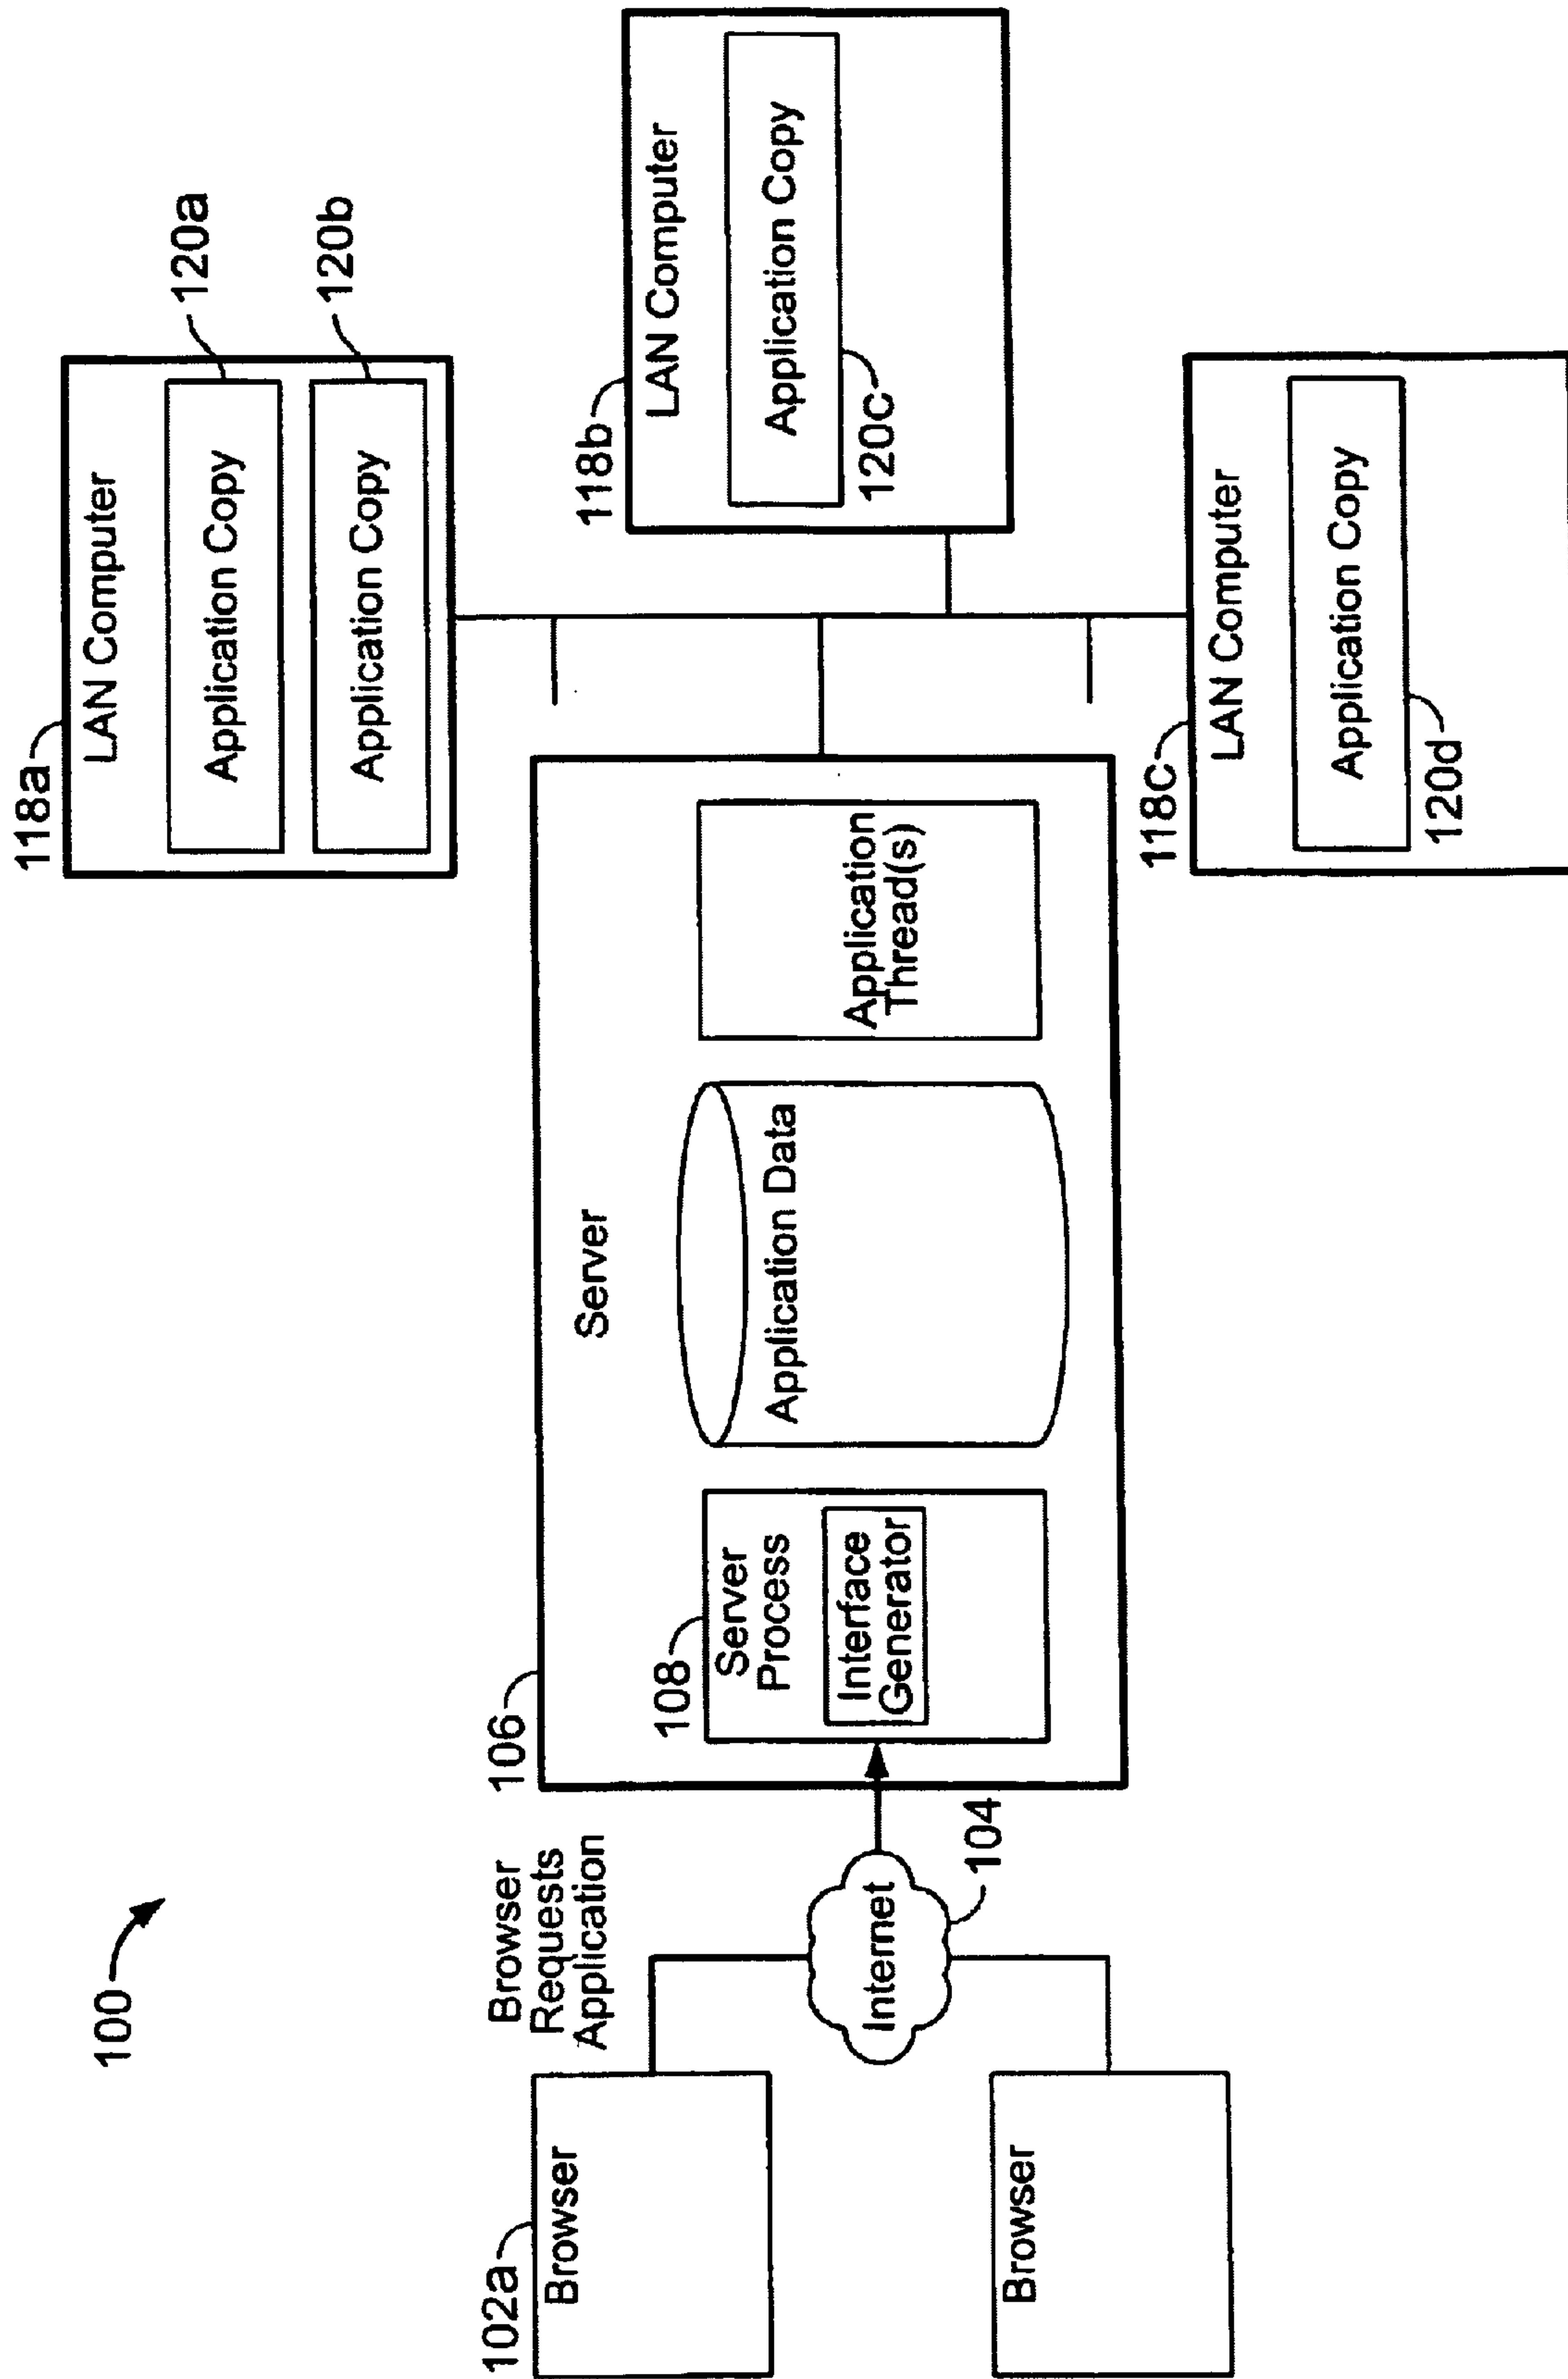 100
102a
Browser
Browser
Requests
Application
Browser
Internet
104
106
Server
108
Server
Process
Interface
Generator
Application Data
Application
Thread(s)
118a
LAN Computer
Application Copy
120a
Application Copy
120b
118b
LAN Computer
Application Copy
120c
118c
LAN Computer
Application Copy
120d